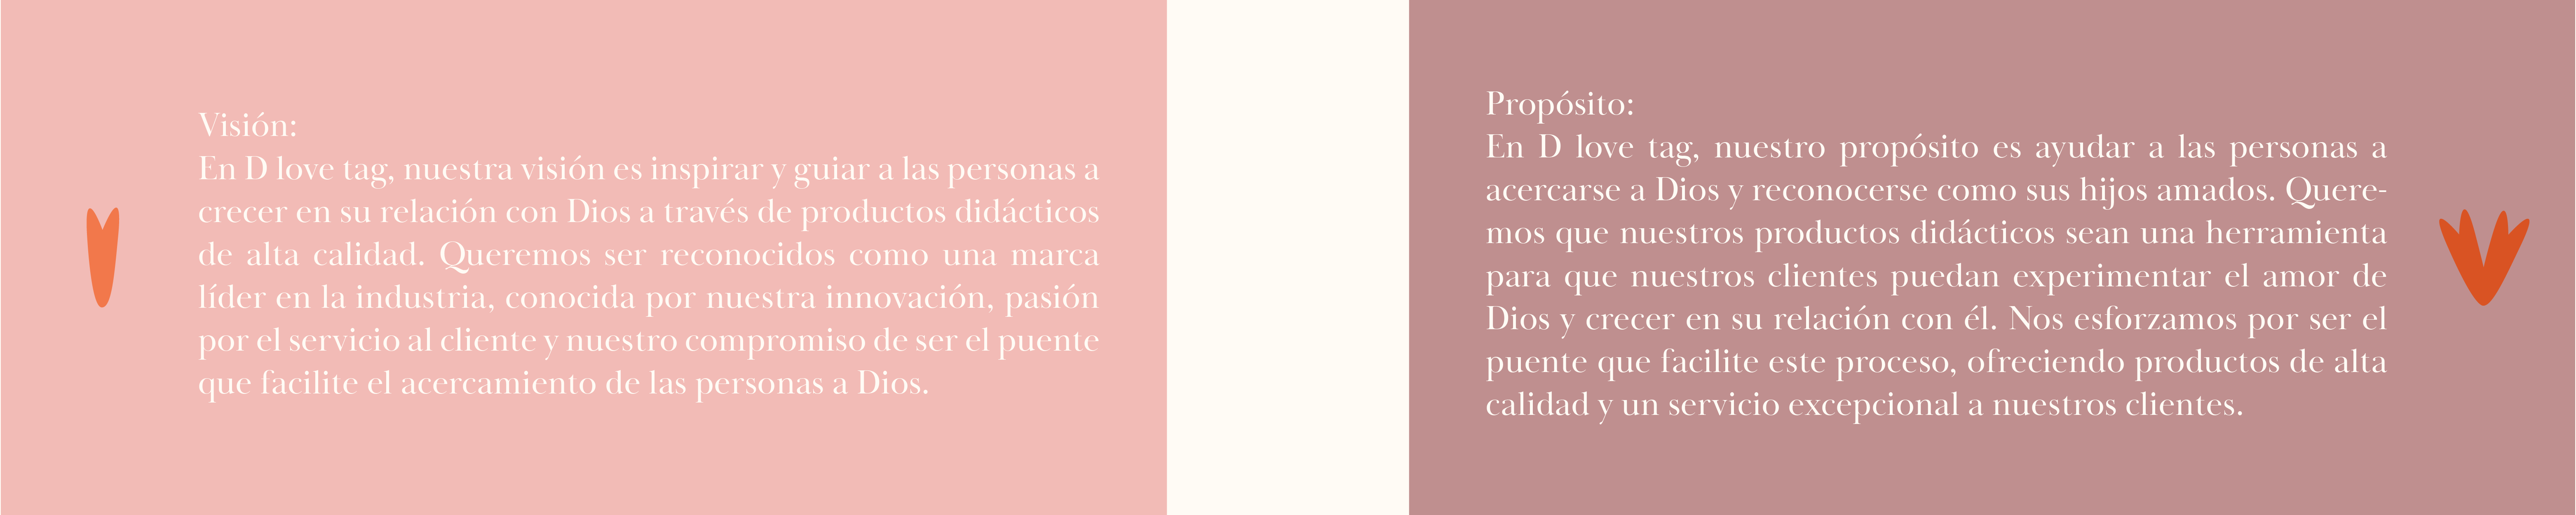 Visión:
En D love tag, nuestra visión es inspirar y guiar a las personas a
crecer en su relación con Dios a través de productos didácticos
de alta calidad. Queremos ser reconocidos como una marca
líder en la industria, conocida por nuestra innovación, pasión
por el servicio al cliente y nuestro compromiso de ser el puente
que facilite el acercamiento de las personas a Dios.
Propósito:
En D love tag, nuestro propósito es ayudar a las personas a
acercarse a Dios y reconocerse como sus hijos amados. Quere-
mos que nuestros productos didácticos sean una herramienta
para que nuestros clientes puedan experimentar el amor de
Dios y crecer en su relación con él. Nos esforzamos por ser el
puente que facilite este proceso, ofreciendo productos de alta
calidad y un servicio excepcional a nuestros clientes.